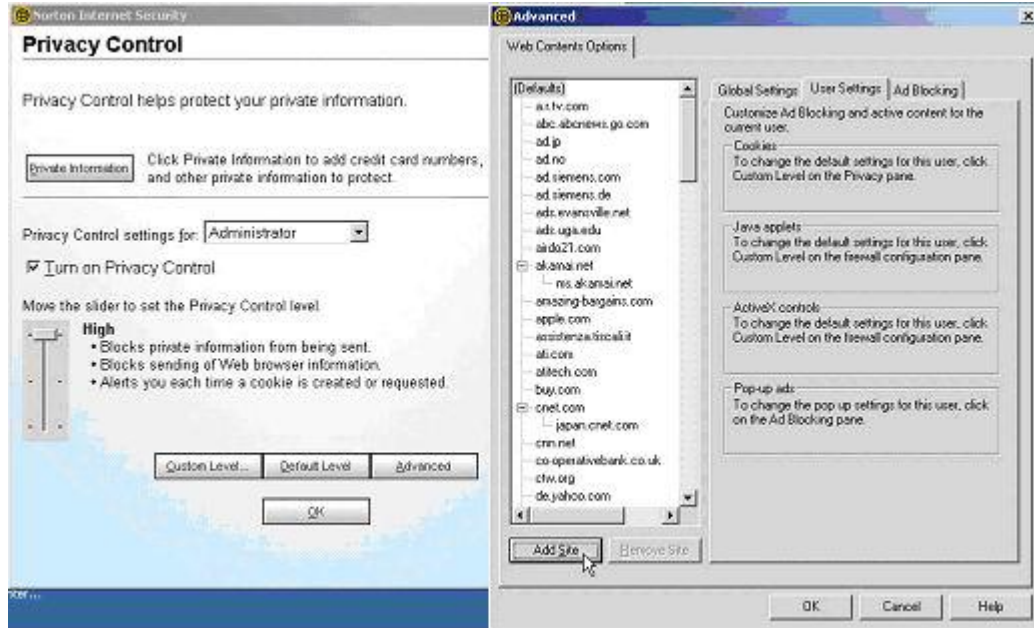 Norton Internet Security
Privacy Control
Privacy Control helps protect your private information.
Private Information
Click Private Information to add credit card numbers,
and other private information to protect.
Privacy Control settings for: Administrator
Turn on Privacy Control
Move the slider to set the Privacy Control level
High
• Blocks private information from being sent.
• Blocks sending of Web browser information.
• Alerts you each time a cookie is created or requested.
Custom Level... Default Level Advanced
OK
Advanced
Web Contents Options
(Defaults)
a.r.tv.com
abc.abcnews.go.com
ad.jp
ad.no
ad.siemens.com
ad.siemens.de
ads.evansville.net
ads.uga.edu
aido21.com
akamai.net
ms.akamai.net
amazing-bargains.com
apple.com
assistenza.tiscali.it
ati.com
atitech.com
buy.com
cnet.com
japan.cnet.com
cnn.net
co-operativebank.co.uk
ctw.org
de.yahoo.com
Add Site Remove Site
Global Settings User Settings Ad Blocking
Customize Ad Blocking and active content for the
current user.
Cookies
To change the default settings for this user, click
Custom Level on the Privacy pane.
Java applets
To change the default settings for this user, click
Custom Level on the firewall configuration pane.
ActiveX controls
To change the default settings for this user, click
Custom Level on the firewall configuration pane.
Pop-up ads
To change the pop up settings for this user, click
on the Ad Blocking pane.
OK Cancel Help